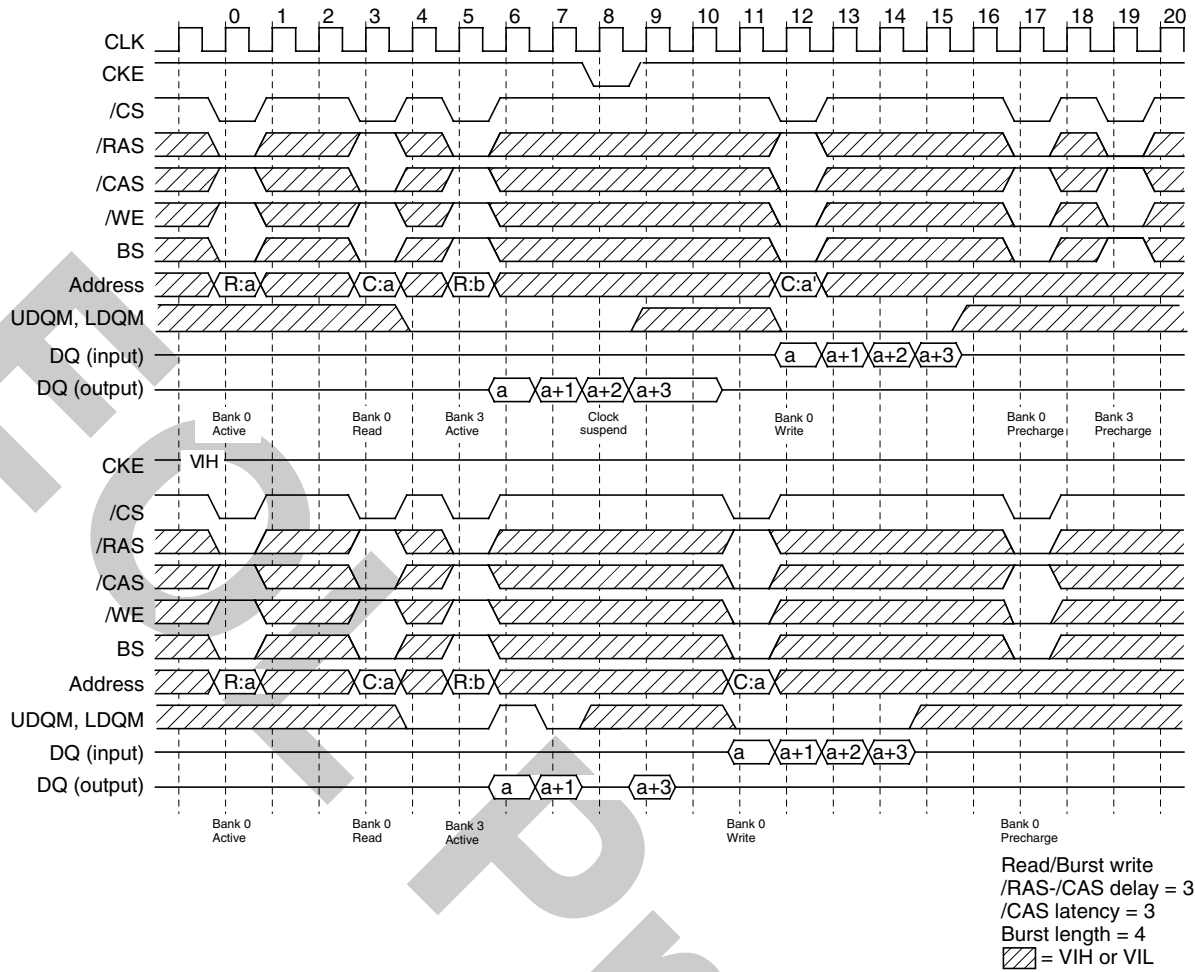 0 1 2 3 4 5 6 7 8 9 10 11 12 13 14 15 16 17 18 19 20
CLK
CKE
/CS
/RAS
/CAS
/WE
BS
Address R:a C:a R:b C:a'
UDQM, LDQM
DQ (input) a a+1 a+2 a+3
DQ (output) a a+1 a+2 a+3
Bank 0 Bank 0 Bank 3 Clock Bank 0 Bank 0 Bank 3
Active Read Active suspend Write Precharge Precharge
CKE VIH
/CS
/RAS
/CAS
/WE
BS
Address R:a C:a R:b C:a
UDQM, LDQM
DQ (input) a a+1 a+2 a+3
DQ (output) a a+1 a+3
Bank 0 Bank 0 Bank 3 Bank 0 Bank 0
Active Read Active Write Precharge
Read/Burst write
/RAS-/CAS delay = 3
/CAS latency = 3
Burst length = 4
= VIH or VIL